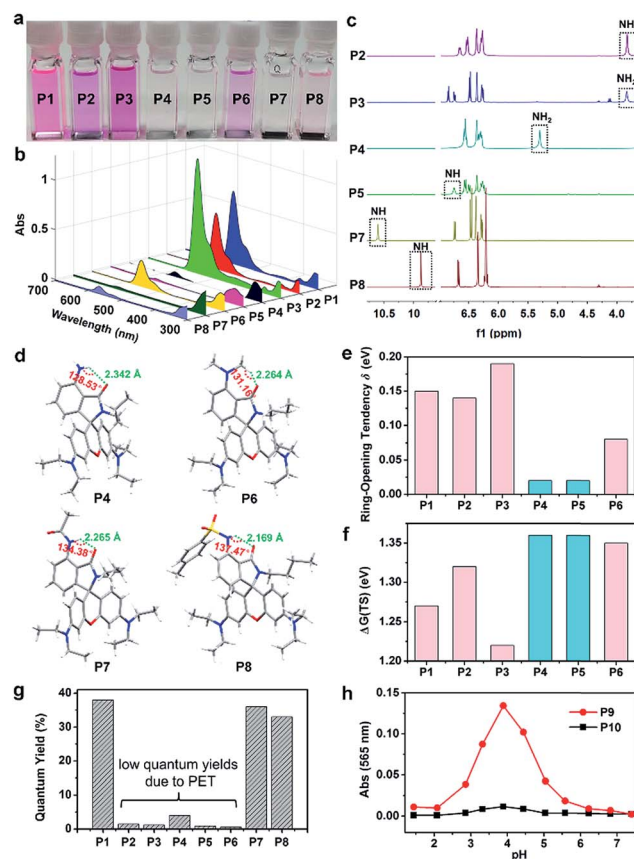 a
P1 P2 P3 P4 P5 P6 P7 P8
b
Abs
1
0.5
0
700
600
500
400
300
Wavelength (nm)
P8 P7 P6 P5 P4 P3 P2 P1
c
P2
NH2
P3
NH2
P4
NH2
P5
NH
P7
NH
P8
NH
10.5 10 6.5 6.0 5.5 5.0 4.5 4.0
f1 (ppm)
d
2.342 Å
128.53°
P4
2.264 Å
131.16°
P6
2.265 Å
134.38°
P7
2.169 Å
137.47°
P8
e
Ring-Opening Tendency δ (eV)
0.20
0.15
0.10
0.05
0.00
P1 P2 P3 P4 P5 P6
f
ΔG(TS) (eV)
1.35
1.30
1.25
1.20
P1 P2 P3 P4 P5 P6
g
Quantum Yield (%)
40
30
20
10
0
low quantum yields
due to PET
P1 P2 P3 P4 P5 P6 P7 P8
h
Abs (565 nm)
0.15
0.10
0.05
0.00
P9
P10
2 3 4 5 6 7
pH